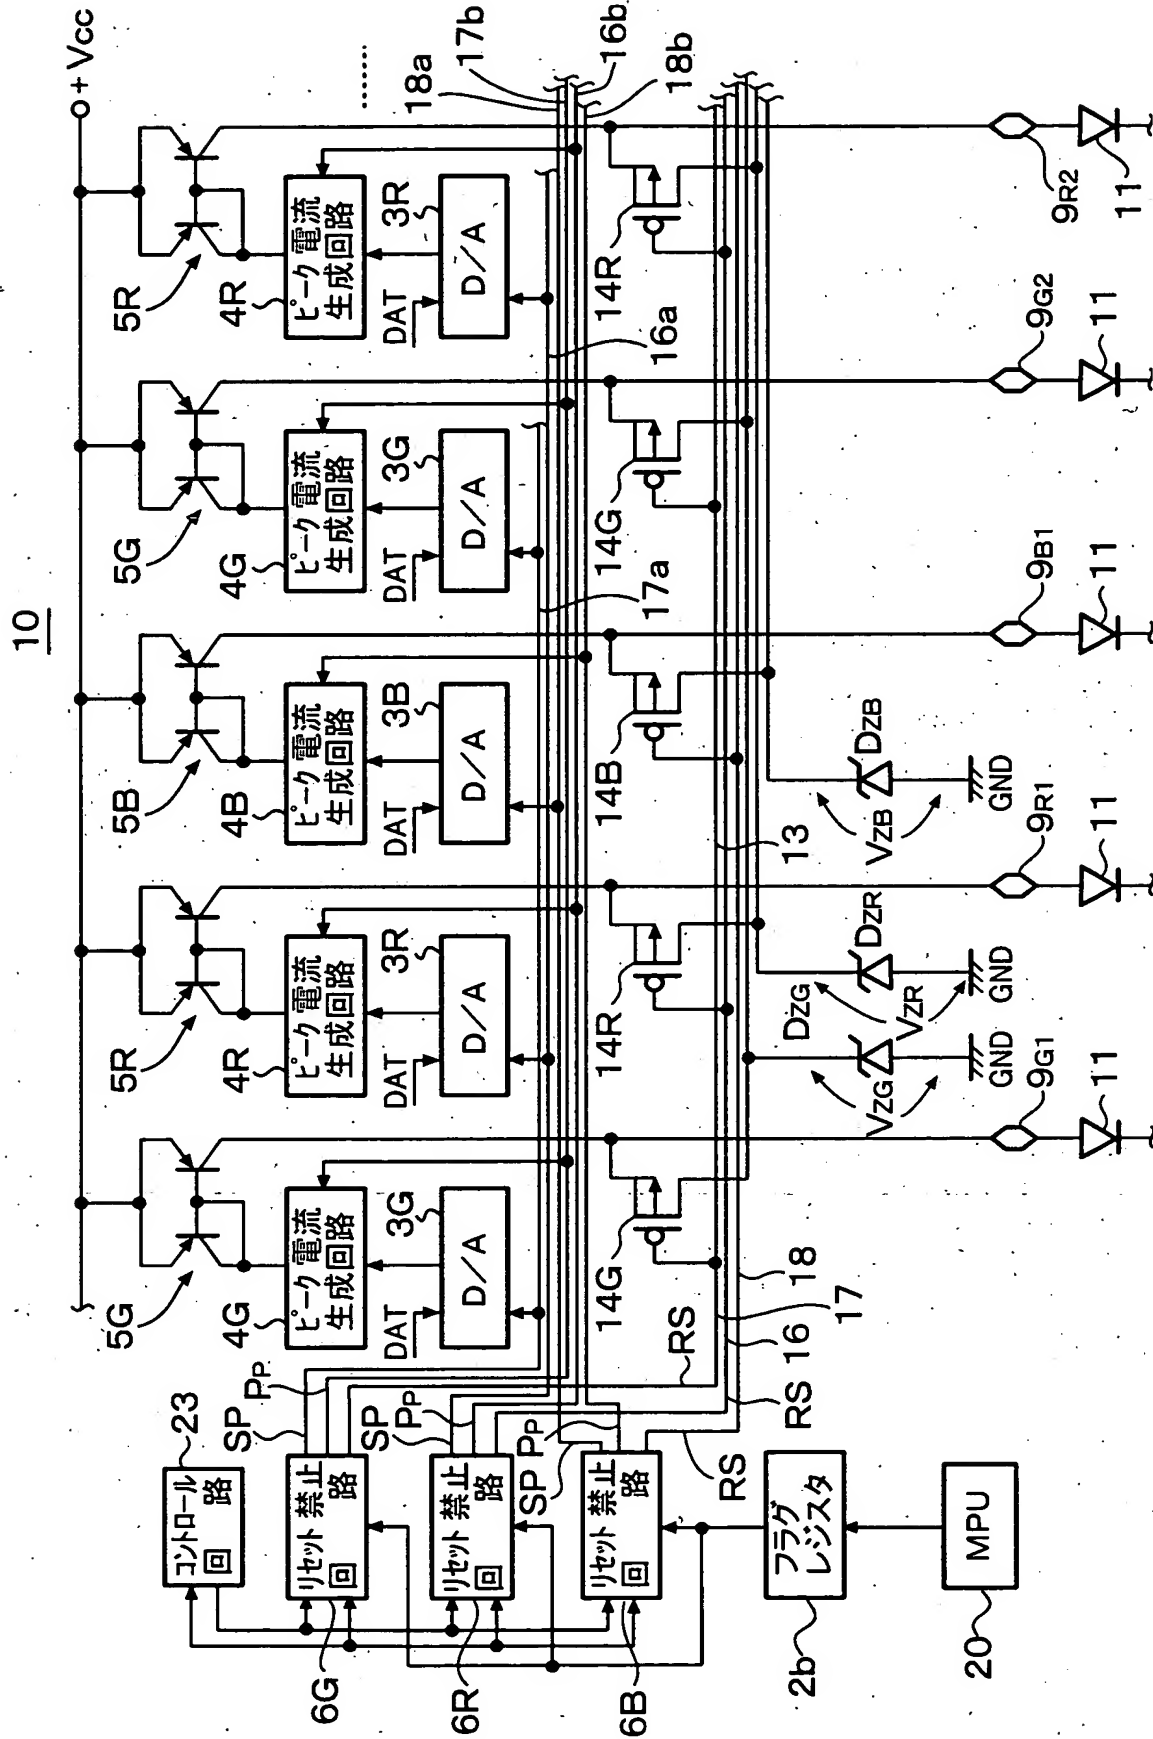 10
+Vcc
5G
5R
5B
5G
5R
23
コントロール
回路
4G
ピーク電流
生成回路
4R
ピーク電流
生成回路
4B
ピーク電流
生成回路
4G
ピーク電流
生成回路
4R
ピーク電流
生成回路
......
SP
PP
6G
リセット禁止
回路
DAT
3G
D/A
DAT
3R
D/A
DAT
3B
D/A
DAT
3G
D/A
DAT
3R
D/A
18a
17b
16b
18b
SP
PP
6R
リセット禁止
回路
SP
PP
6B
リセット禁止
回路
17a
16a
14G
14R
14B
14G
14R
RS
RS
RS
16
17
18
13
2b
フラグ
レジスタ
VZG
DZG
VZR
DZR
VZB
DZB
GND
GND
GND
20
MPU
9G1
9R1
9B1
9G2
9R2
11
11
11
11
11